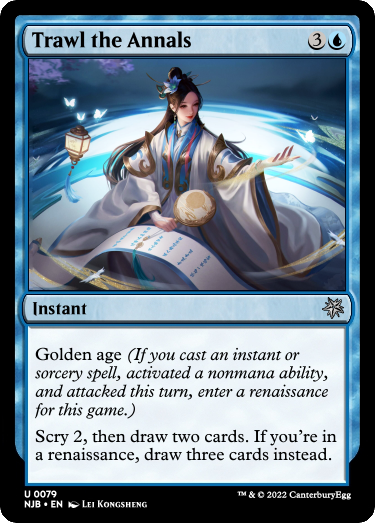 Trawl the Annals 3
Instant
Golden age (If you cast an instant or
sorcery spell, activated a nonmana ability,
and attacked this turn, enter a renaissance
for this game.)
Scry 2, then draw two cards. If you're in
a renaissance, draw three cards instead.
U 0079
NJB • EN Lei Kongsheng
™ & © 2022 CanterburyEgg